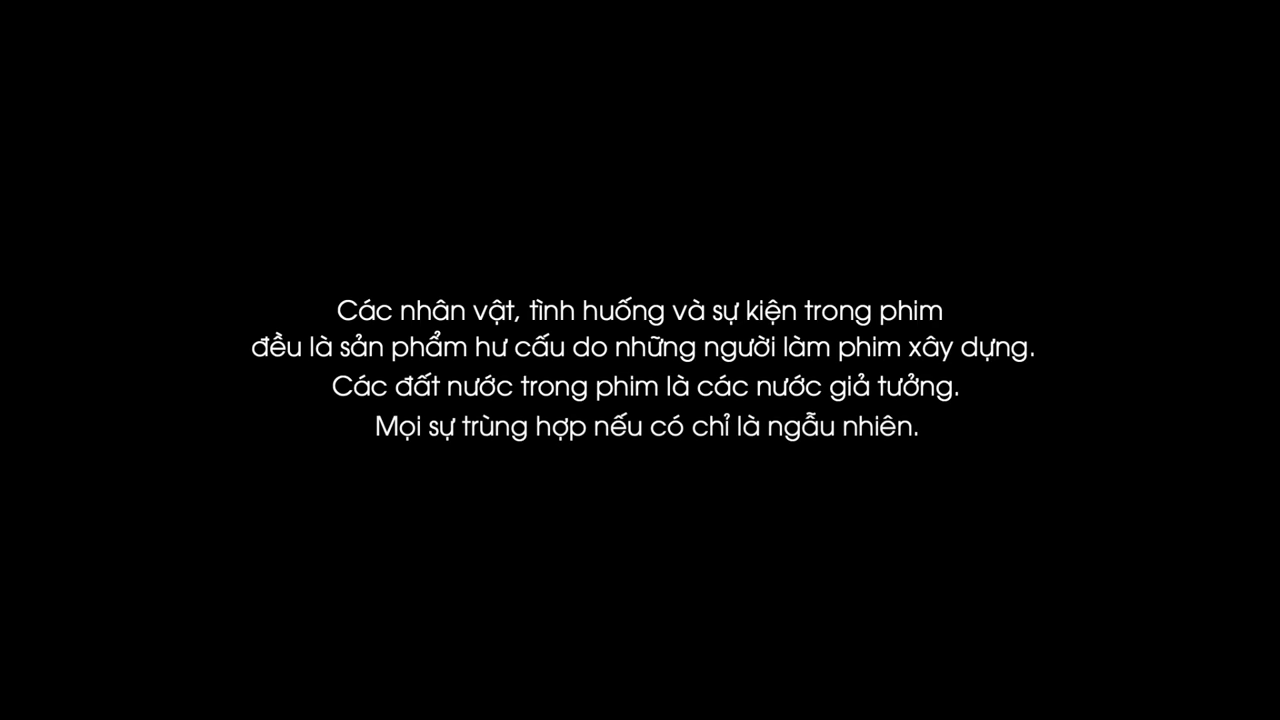 Các nhân vật, tình huống và sự kiện trong phim
đều là sản phẩm hư cấu do những người làm phim xây dựng.
Các đất nước trong phim là các nước giả tưởng.
Mọi sự trùng hợp nếu có chỉ là ngẫu nhiên.